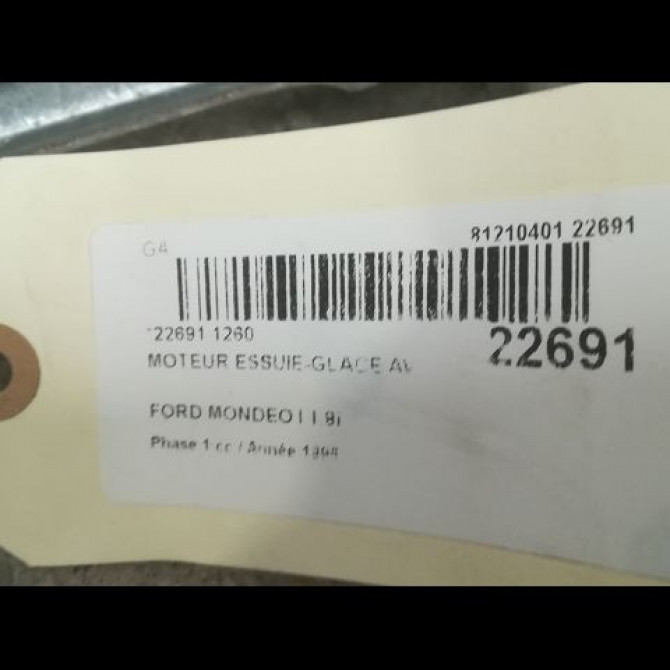 G4
81210401 22691
22691 1260
22691
MOTEUR ESSUIE-GLACE AV
FORD MONDEO I 1.8i
Phase 1 cc / Année 1994